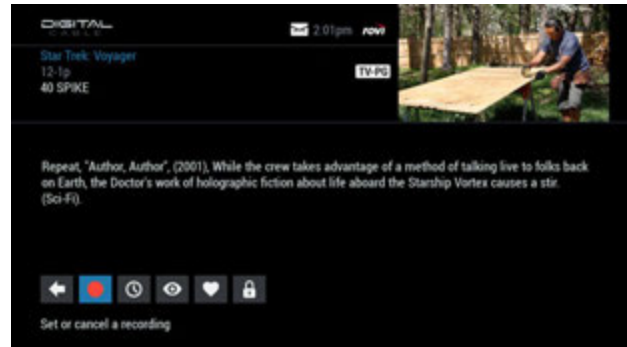 DIGITAL
CABLE
2:01pm rovi
Star Trek: Voyager
12-1p
TV-PG
40 SPIKE
Repeat, "Author, Author", (2001), While the crew takes advantage of a method of talking live to folks back
on Earth, the Doctor's work of holographic fiction about life aboard the Starship Vortex causes a stir.
(Sci-Fi).
Set or cancel a recording